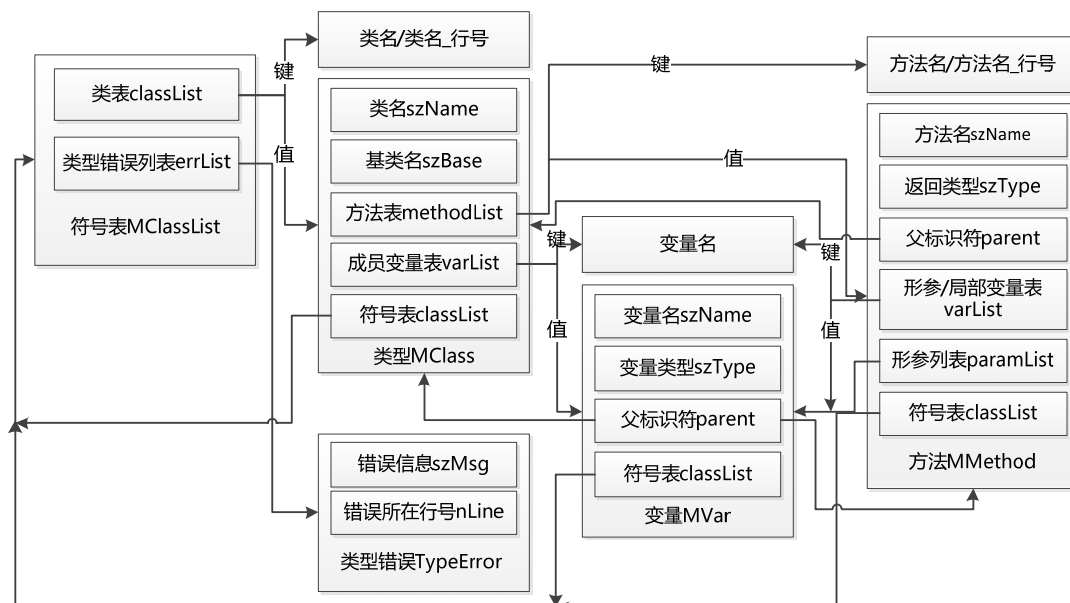 类名/类名_行号
键
值
类表classList
类型错误列表errList
符号表MClassList
类名szName
基类名szBase
方法表methodList
成员变量表varList
符号表classList
类型MClass
错误信息szMsg
错误所在行号nLine
类型错误TypeError
键
值
键
值
变量名
变量名szName
变量类型szType
父标识符parent
符号表classList
变量MVar
键
值
方法名/方法名_行号
方法名szName
返回类型szType
父标识符parent
形参/局部变量表
varList
形参列表paramList
符号表classList
方法MMethod